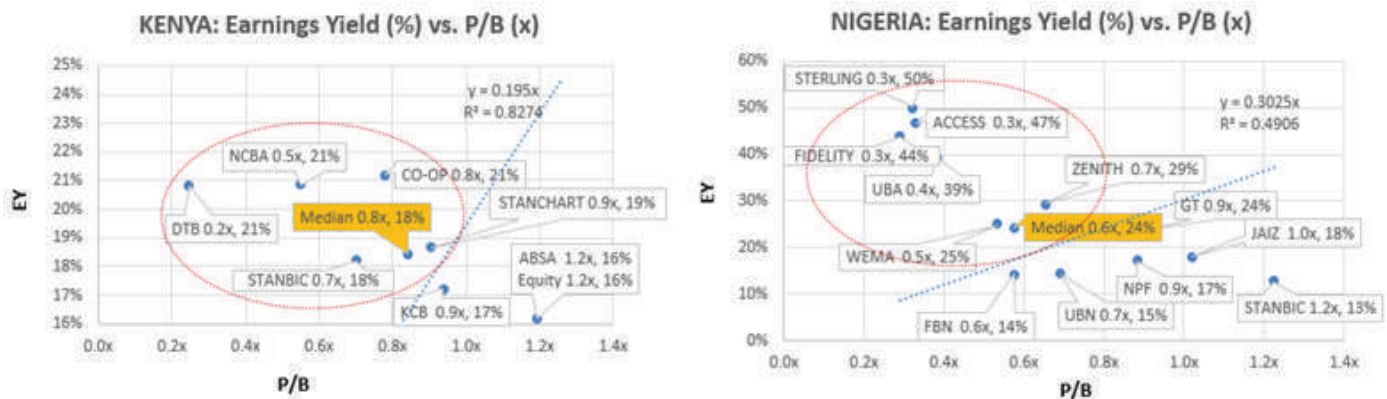 KENYA: Earnings Yield (%) vs. P/B (x)
25%
24%
23%
22%
21%
20%
19%
18%
17%
16%
EY
y = 0.195x
R² = 0.8274
NCBA 0.5x, 21%
CO-OP 0.8x, 21%
DTB 0.2x, 21%
Median 0.8x, 18%
STANCHART 0.9x, 19%
STANBIC 0.7x, 18%
ABSA 1.2x, 16%
Equity 1.2x, 16%
KCB 0.9x, 17%
0.0x 0.2x 0.4x 0.6x 0.8x 1.0x 1.2x 1.4x
P/B
NIGERIA: Earnings Yield (%) vs. P/B (x)
60%
50%
40%
30%
20%
10%
0%
EY
STERLING 0.3x, 50%
y = 0.3025x
R² = 0.4906
ACCESS 0.3x, 47%
FIDELITY 0.3x, 44%
ZENITH 0.7x, 29%
UBA 0.4x, 39%
GT 0.9x, 24%
Median 0.6x, 24%
JAIZ 1.0x, 18%
WEMA 0.5x, 25%
NPF 0.9x, 17%
STANBIC 1.2x, 13%
FBN 0.6x, 14%
UBN 0.7x, 15%
0.0x 0.2x 0.4x 0.6x 0.8x 1.0x 1.2x 1.4x
P/B